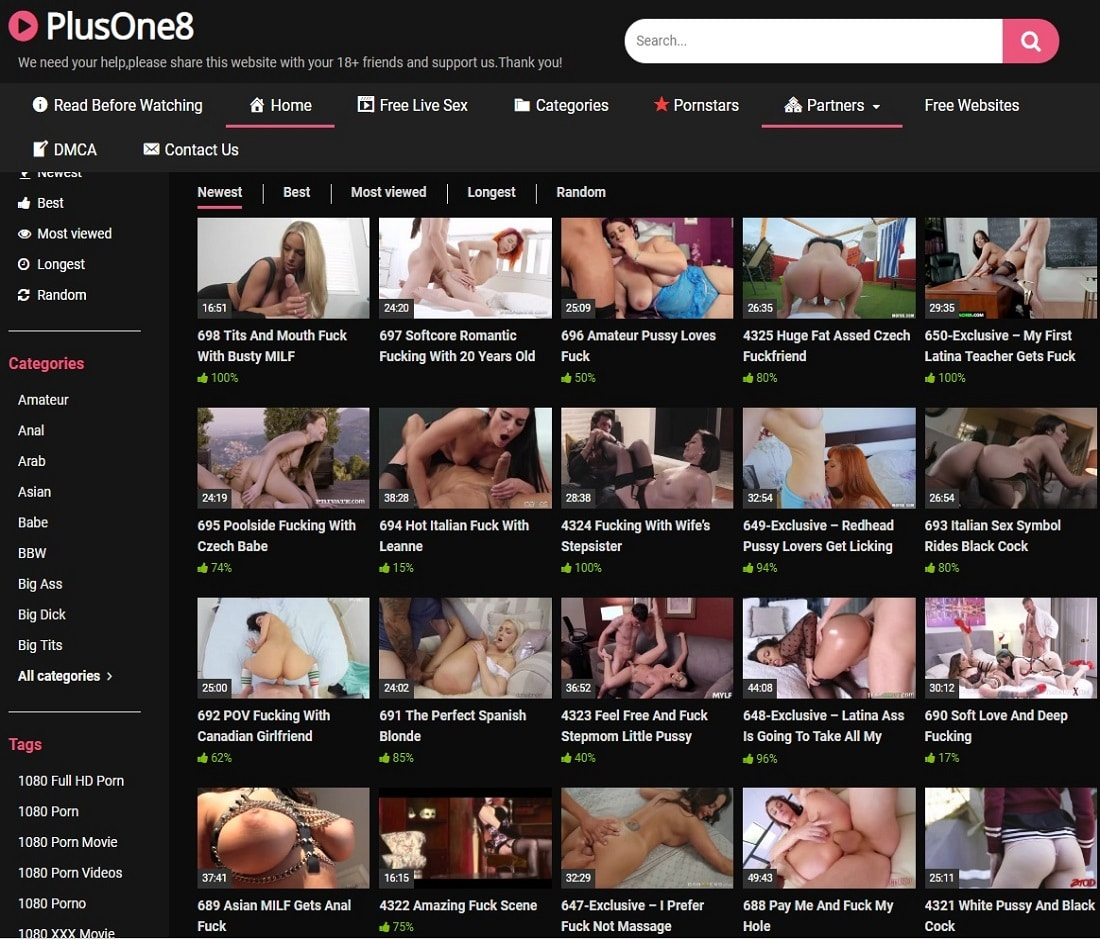 PlusOne8
We need your help,please share this website with your 18+ friends and support us.Thank you!
Search...
Read Before Watching
Home
Free Live Sex
Categories
Pornstars
Partners
Free Websites
DMCA
Contact Us
Newest
Best
Most viewed
Longest
Random
Categories
Amateur
Anal
Arab
Asian
Babe
BBW
Big Ass
Big Dick
Big Tits
All categories
Tags
1080 Full HD Porn
1080 Porn
1080 Porn Movie
1080 Porn Videos
1080 Porno
1080 XXX Movie
Newest
Best
Most viewed
Longest
Random
16:51
698 Tits And Mouth Fuck
With Busty MILF
100%
24:20
697 Softcore Romantic
Fucking With 20 Years Old
25:09
696 Amateur Pussy Loves
Fuck
50%
26:35
4325 Huge Fat Assed Czech
Fuckfriend
80%
29:35
650-Exclusive – My First
Latina Teacher Gets Fuck
100%
24:19
PRIVATE.com
695 Poolside Fucking With
Czech Babe
74%
38:28
694 Hot Italian Fuck With
Leanne
15%
28:38
4324 Fucking With Wife's
Stepsister
100%
32:54
649-Exclusive – Redhead
Pussy Lovers Get Licking
94%
26:54
693 Italian Sex Symbol
Rides Black Cock
80%
25:00
692 POV Fucking With
Canadian Girlfriend
62%
24:02
691 The Perfect Spanish
Blonde
85%
36:52
MYLF
4323 Feel Free And Fuck
Stepmom Little Pussy
40%
44:08
648-Exclusive – Latina Ass
Is Going To Take All My
96%
30:12
690 Soft Love And Deep
Fucking
17%
37:41
689 Asian MILF Gets Anal
Fuck
16:15
4322 Amazing Fuck Scene
75%
32:29
647-Exclusive – I Prefer
Fuck Not Massage
49:43
688 Pay Me And Fuck My
Hole
25:11
4321 White Pussy And Black
Cock